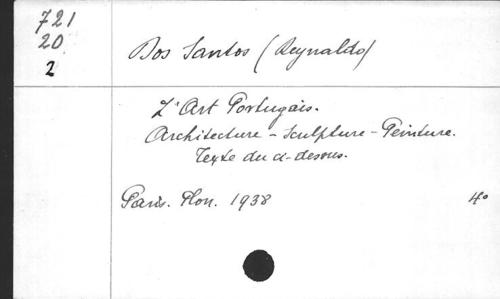 721
20
2
Dos Santos (Reynaldo)
L'Art Portugais.
Architecture - Sculpture - Peinture.
Texte du ci-dessus.
Paris. Plon. 1938
4°